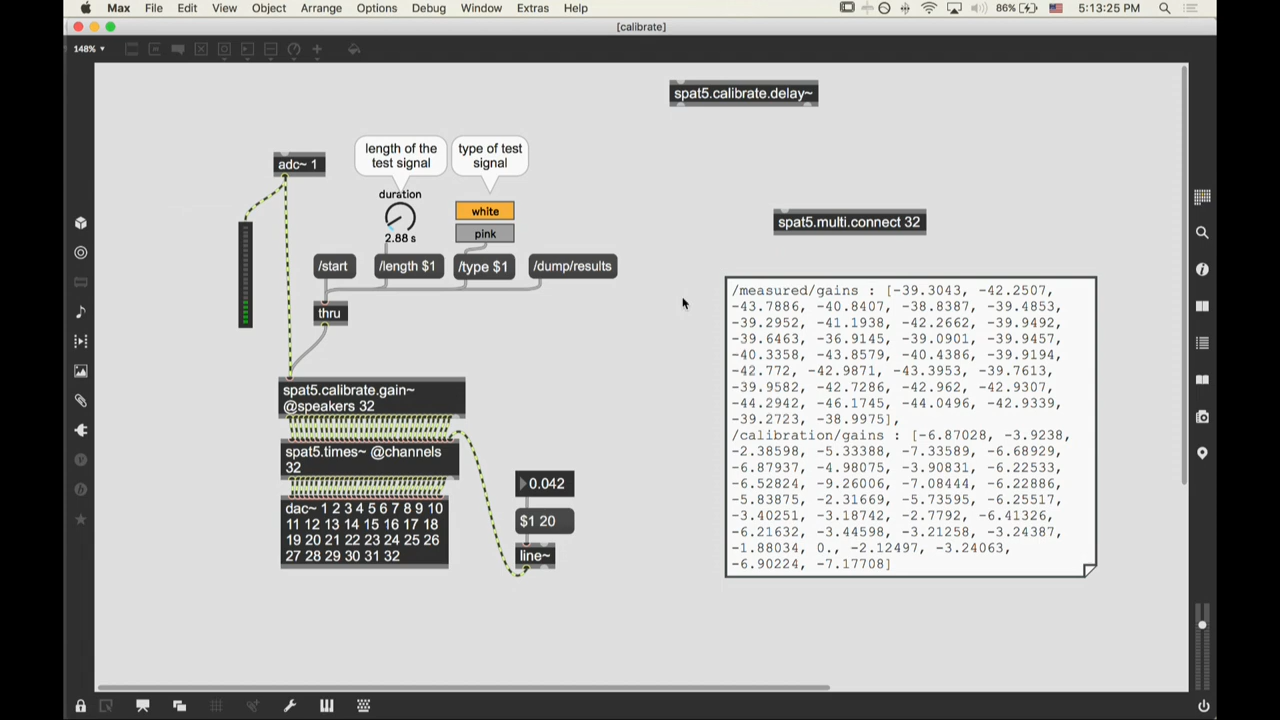 Max File Edit View Object Arrange Options Debug Window Extras Help 86% 5:13:25 PM
[calibrate]
148%
spat5.calibrate.delay~
length of the
test signal
type of test
signal
adc~ 1
duration
2.88 s
white
pink
spat5.multi.connect 32
/start
/length $1
/type $1
/dump/results
thru
spat5.calibrate.gain~
@speakers 32
spat5.times~ @channels
32
dac~ 1 2 3 4 5 6 7 8 9 10
11 12 13 14 15 16 17 18
19 20 21 22 23 24 25 26
27 28 29 30 31 32
0.042
$1 20
line~
/measured/gains : [-39.3043, -42.2507,
-43.7886, -40.8407, -38.8387, -39.4853,
-39.2952, -41.1938, -42.2662, -39.9492,
-39.6463, -36.9145, -39.0901, -39.9457,
-40.3358, -43.8579, -40.4386, -39.9194,
-42.772, -42.9871, -43.3953, -39.7613,
-39.9582, -42.7286, -42.962, -42.9307,
-44.2942, -46.1745, -44.0496, -42.9339,
-39.2723, -38.9975],
/calibration/gains : [-6.87028, -3.9238,
-2.38598, -5.33388, -7.33589, -6.68929,
-6.87937, -4.98075, -3.90831, -6.22533,
-6.52824, -9.26006, -7.08444, -6.22886,
-5.83875, -2.31669, -5.73595, -6.25517,
-3.40251, -3.18742, -2.7792, -6.41326,
-6.21632, -3.44598, -3.21258, -3.24387,
-1.88034, 0., -2.12497, -3.24063,
-6.90224, -7.17708]